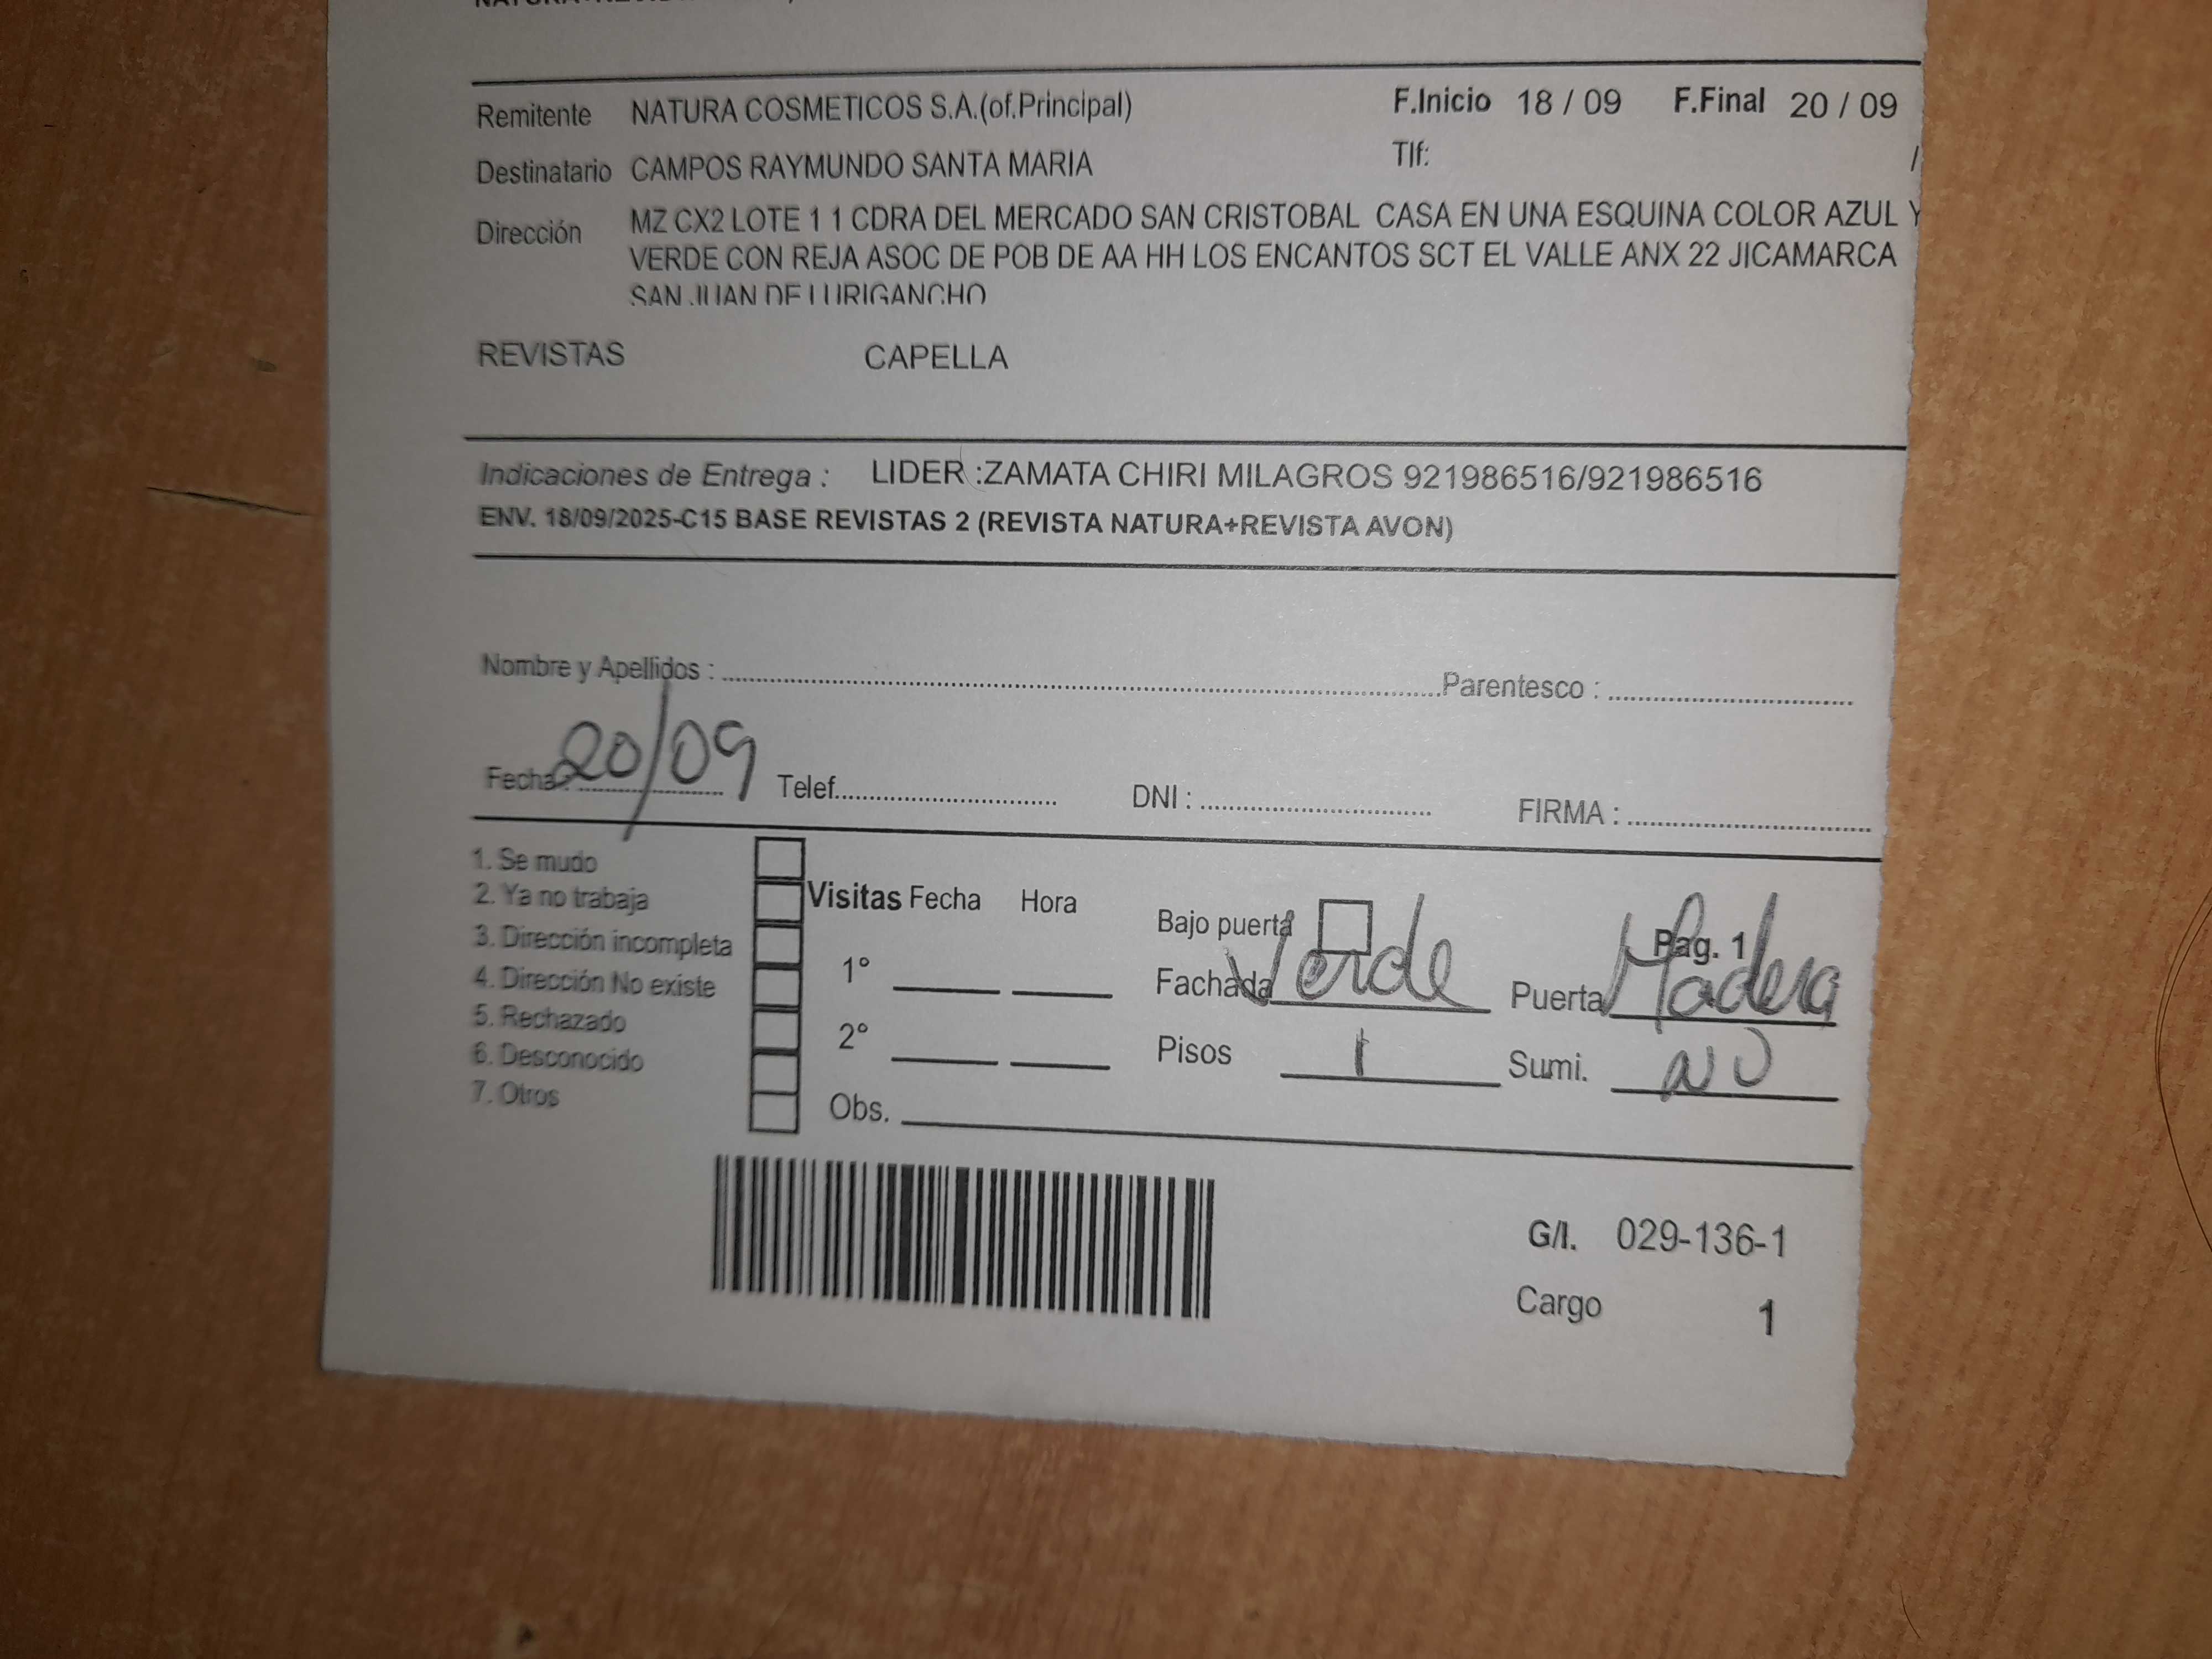 Remitente NATURA COSMETICOS S.A.(of.Principal) F.Inicio 18 / 09 F.Final 20 / 09
Destinatario CAMPOS RAYMUNDO SANTA MARIA Tlf: /
Dirección MZ CX2 LOTE 1 1 CDRA DEL MERCADO SAN CRISTOBAL CASA EN UNA ESQUINA COLOR AZUL Y
VERDE CON REJA ASOC DE POB DE AA HH LOS ENCANTOS SCT EL VALLE ANX 22 JICAMARCA
SAN JUAN DE LURIGANCHO
REVISTAS CAPELLA
Indicaciones de Entrega : LIDER :ZAMATA CHIRI MILAGROS 921986516/921986516
ENV. 18/09/2025-C15 BASE REVISTAS 2 (REVISTA NATURA+REVISTA AVON)
Nombre y Apellidos : Parentesco :
Fecha : 20/09 Telef. DNI : FIRMA :
1. Se mudo
2. Ya no trabaja Visitas Fecha Hora Bajo puerta Pag. 1
3. Dirección incompleta
4. Dirección No existe 1° Fachada Verde Puerta Madera
5. Rechazado
6. Desconocido 2° Pisos 1 Sumi. NO
7. Otros Obs.
G/I. 029-136-1
Cargo 1